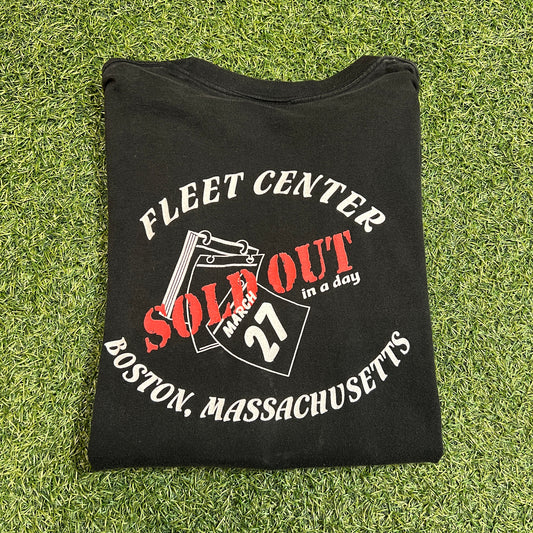 FLEET CENTER
SOLD OUT
in a day
MARCH
27
BOSTON, MASSACHUSETTS